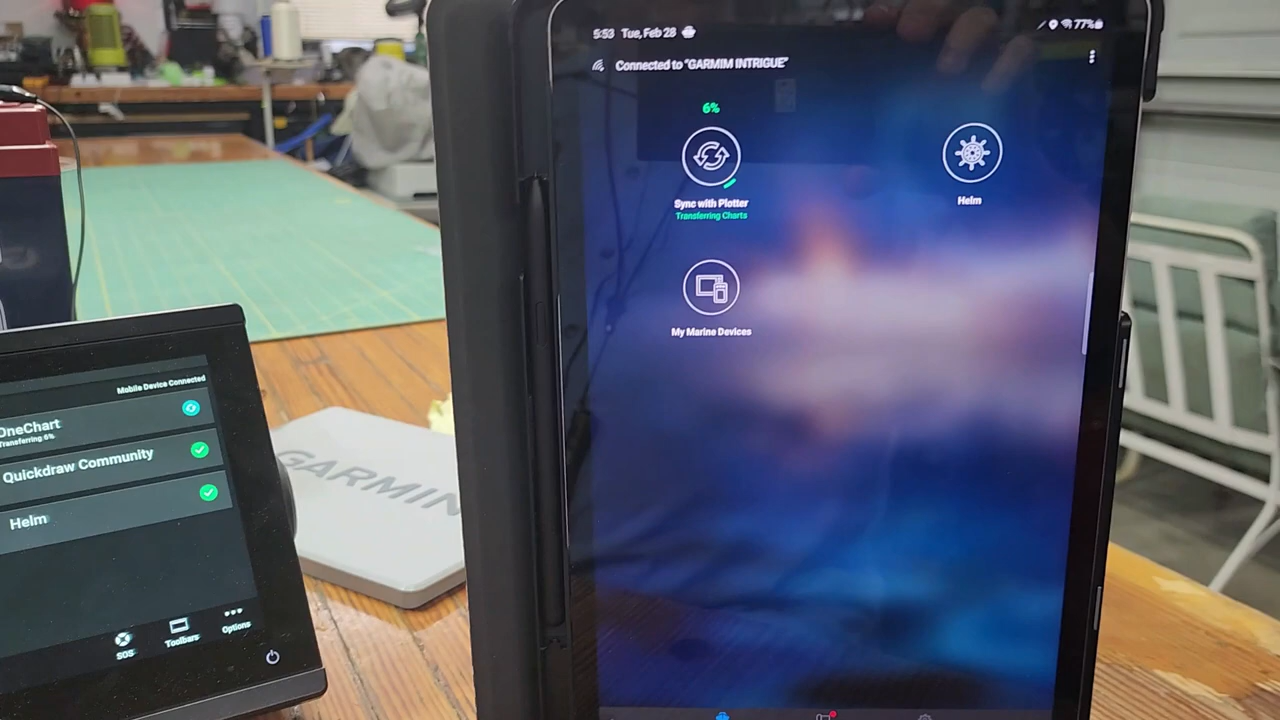 5:53 Tue, Feb 28
77%
Connected to "GARMIM INTRIGUE"
6%
Sync with Plotter
Transferring Charts
Helm
My Marine Devices
Mobile Device Connected
OneChart
Transferring 6%
Quickdraw Community
Helm
SOS
Toolbars
Options
GARMIN